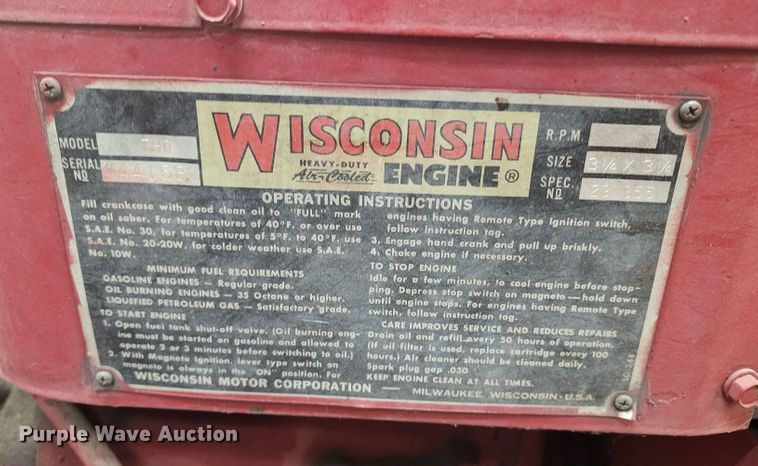 WISCONSIN
HEAVY-DUTY
Air-Cooled
ENGINE®
MODEL
SERIAL
NO
R.P.M
SIZE 3¼ X 3¼
SPEC.
NO
OPERATING INSTRUCTIONS
Fill crankcase with good clean oil to "FULL" mark
on oil saber. For temperatures of 40°F. or over use
S.A.E. No. 30, for temperatures of 5°F. to 40°F. use
S.A.E. No. 20-20W, for colder weather use S.A.E.
No. 10W.
MINIMUM FUEL REQUIREMENTS
GASOLINE ENGINES — Regular grade.
OIL BURNING ENGINES — 35 Octane or higher.
LIQUEFIED PETROLEUM GAS — Satisfactory grade.
TO START ENGINE
1. Open fuel tank shut-off valve. (Oil burning eng-
ine must be started on gasoline and allowed to
operate 2 or 3 minutes before switching to oil.)
2. With Magneto Ignition, lever type switch on
magneto is always in the "ON" position. For
engines having Remote Type Ignition switch,
follow instruction tag.
3. Engage hand crank and pull up briskly.
4. Choke engine if necessary.
TO STOP ENGINE
Idle for a few minutes, to cool engine before stop-
ping. Depress stop switch on magneto — hold down
until engine stops. For engines having Remote Type
switch, follow instruction tag.
CARE IMPROVES SERVICE AND REDUCES REPAIRS
Drain oil and refill every 50 hours of operation.
(If oil filter is used, replace cartridge every 100
hours.) Air cleaner should be cleaned daily.
Spark plug gap .030
KEEP ENGINE CLEAN AT ALL TIMES.
WISCONSIN MOTOR CORPORATION — MILWAUKEE, WISCONSIN-U.S.A.
Purple Wave Auction